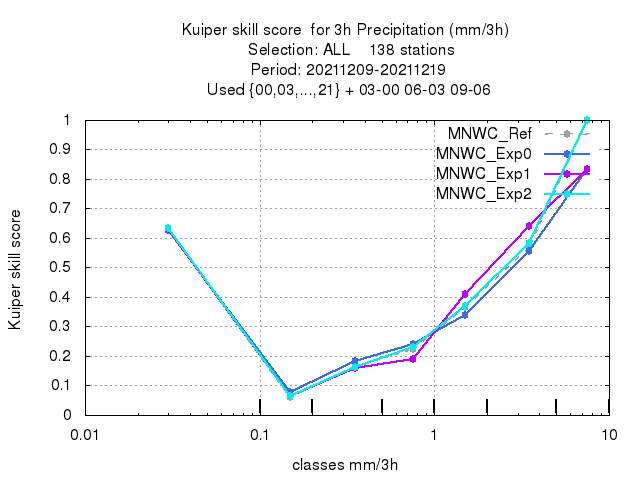 Kuiper skill score  for 3h Precipitation (mm/3h)
Selection: ALL    138 stations
Period: 20211209-20211219
Used {00,03,...,21} + 03-00 06-03 09-06
MNWC_Ref
MNWC_Exp0
MNWC_Exp1
MNWC_Exp2
1
0.9
0.8
0.7
0.6
0.5
0.4
0.3
0.2
0.1
0
Kuiper skill score
0.01
0.1
1
10
classes mm/3h